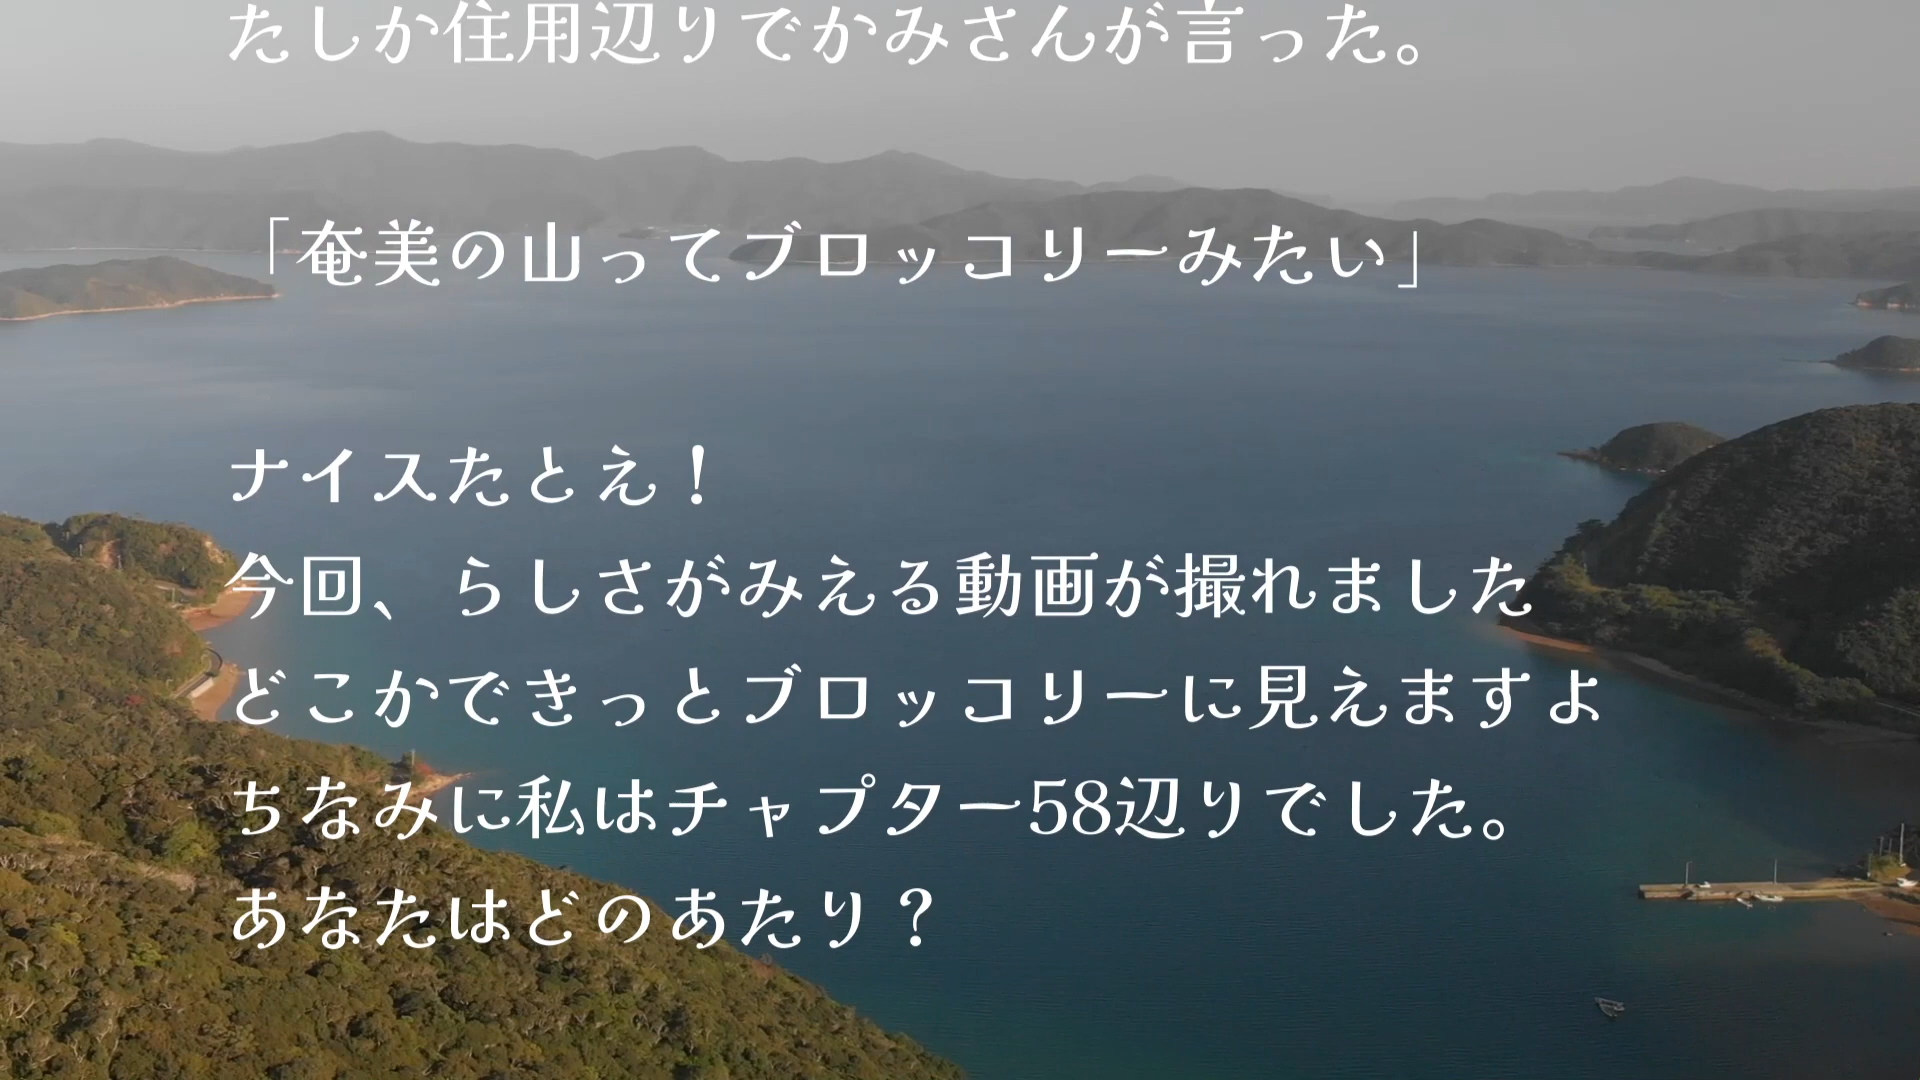 たしか住用辺りでかみさんが言った。
「奄美の山ってブロッコリーみたい」
ナイスたとえ！
今回、らしさがみえる動画が撮れました
どこかできっとブロッコリーに見えますよ
ちなみに私はチャプター58辺りでした。
あなたはどのあたり？